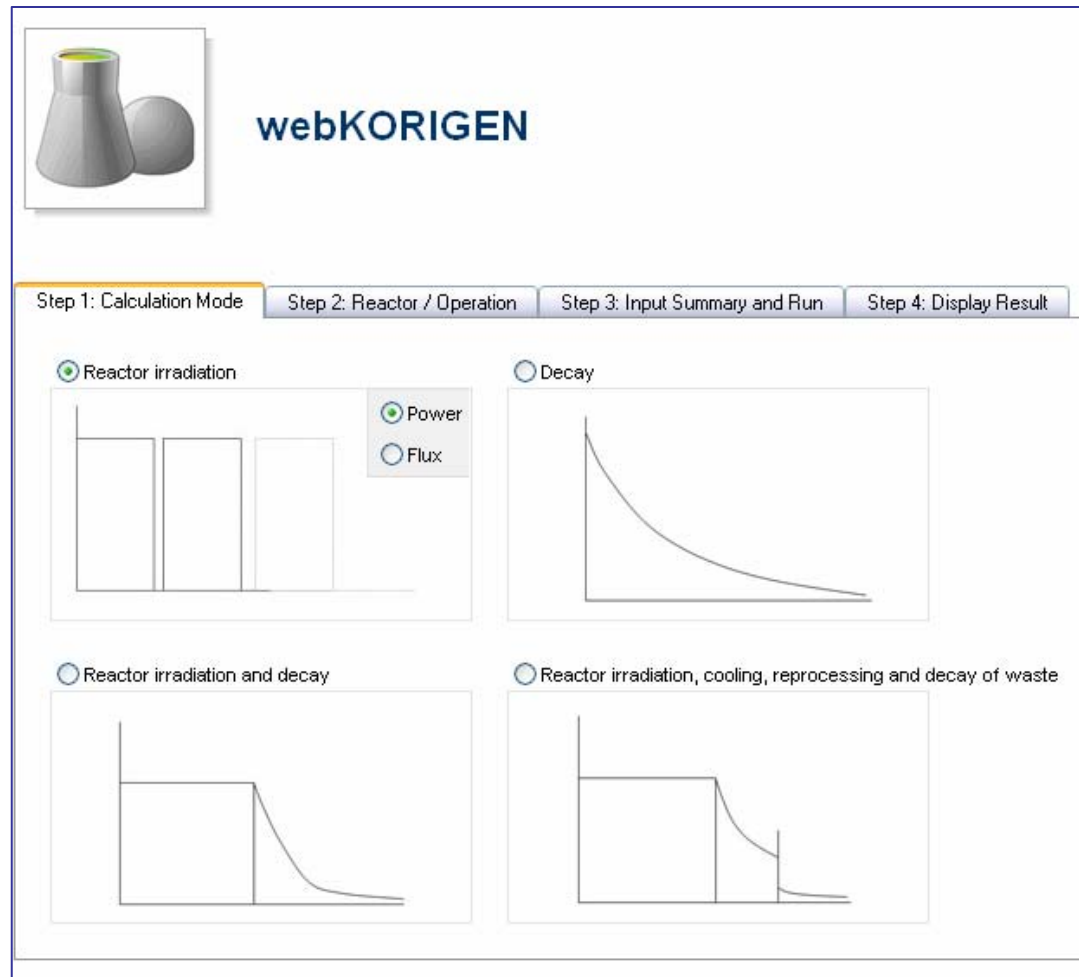 webKORIGEN
Step 1: Calculation Mode
Step 2: Reactor / Operation
Step 3: Input Summary and Run
Step 4: Display Result
Reactor irradiation
Power
Flux
Decay
Reactor irradiation and decay
Reactor irradiation, cooling, reprocessing and decay of waste